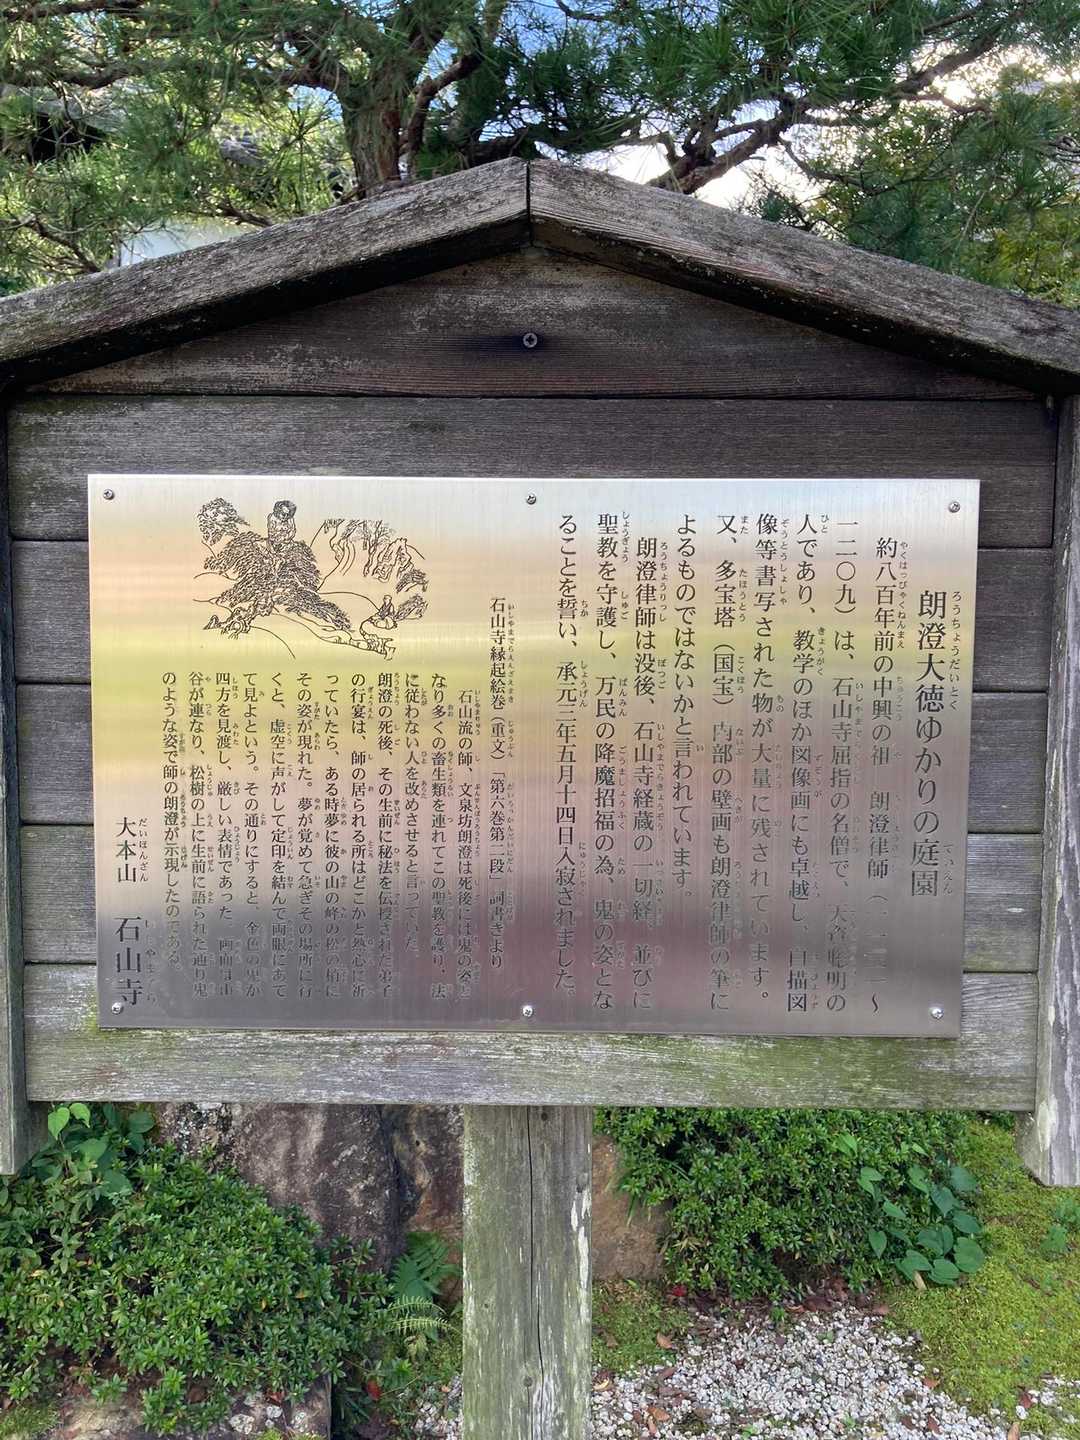 朗澄大徳ゆかりの庭園
約八百年前の中興の祖 朗澄律師(一一三一〜
一二〇九)は、石山寺屈指の名僧で、天資聡明の
人であり、教学のほか図像画にも卓越し、自描図
像等書写された物が大量に残されています。
又、多宝塔(国宝)内部の壁画も朗澄律師の筆に
よるものではないかと言われています。
朗澄律師は没後、石山寺経蔵の一切経、並びに
聖教を守護し、万民の降魔招福の為、鬼の姿とな
ることを誓い、承元三年五月十四日入寂されました。
石山寺縁起絵巻(重文)「第六巻第二段」詞書きより
石山流の師、文泉坊朗澄は死後には鬼の姿と
なり多くの畜生類を連れてこの聖教を護り、法
に従わない人を改めさせると言っていた。
朗澄の死後、その生前に秘法を伝授された弟子
の行宴は、師の居られる所はどこかと熱心に祈
っていたら、ある時夢に彼の山の峰の松の梢に
その姿が現れた。夢が覚めて急ぎその場所に行
くと、虚空に声がして定印を結んで両眼にあて
て見よという。その通りにすると、金色の鬼が
四方を見渡し、厳しい表情であった。画面は山
谷が連なり、松樹の上に生前に語られた通り鬼
のような姿で師の朗澄が示現したのである。
大本山 石山寺